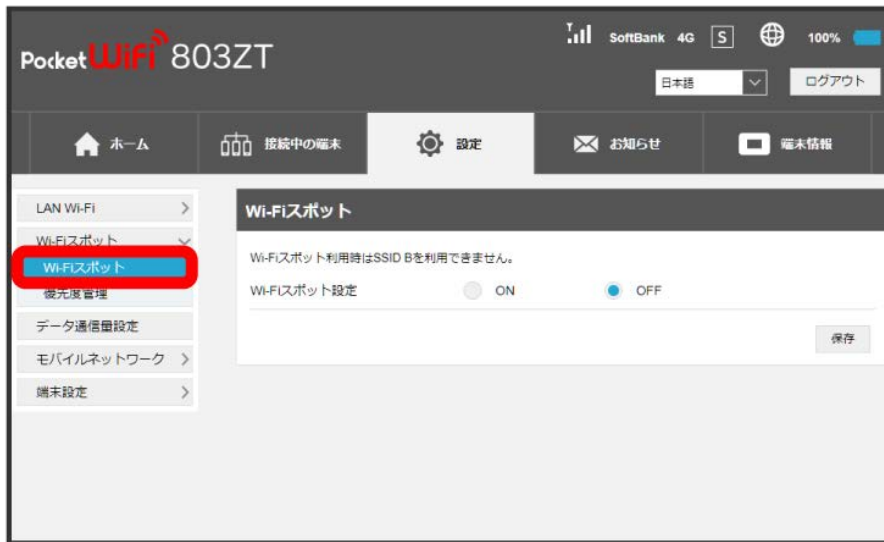 SoftBank 4G S 100%
Pocket WiFi 803ZT
日本語 ログアウト
ホーム 接続中の端末 設定 お知らせ 端末情報
LAN Wi-Fi
Wi-Fiスポット
Wi-Fiスポット
優先度管理
データ通信量設定
モバイルネットワーク
端末設定
Wi-Fiスポット
Wi-Fiスポット利用時はSSID Bを利用できません。
Wi-Fiスポット設定 ON OFF
保存